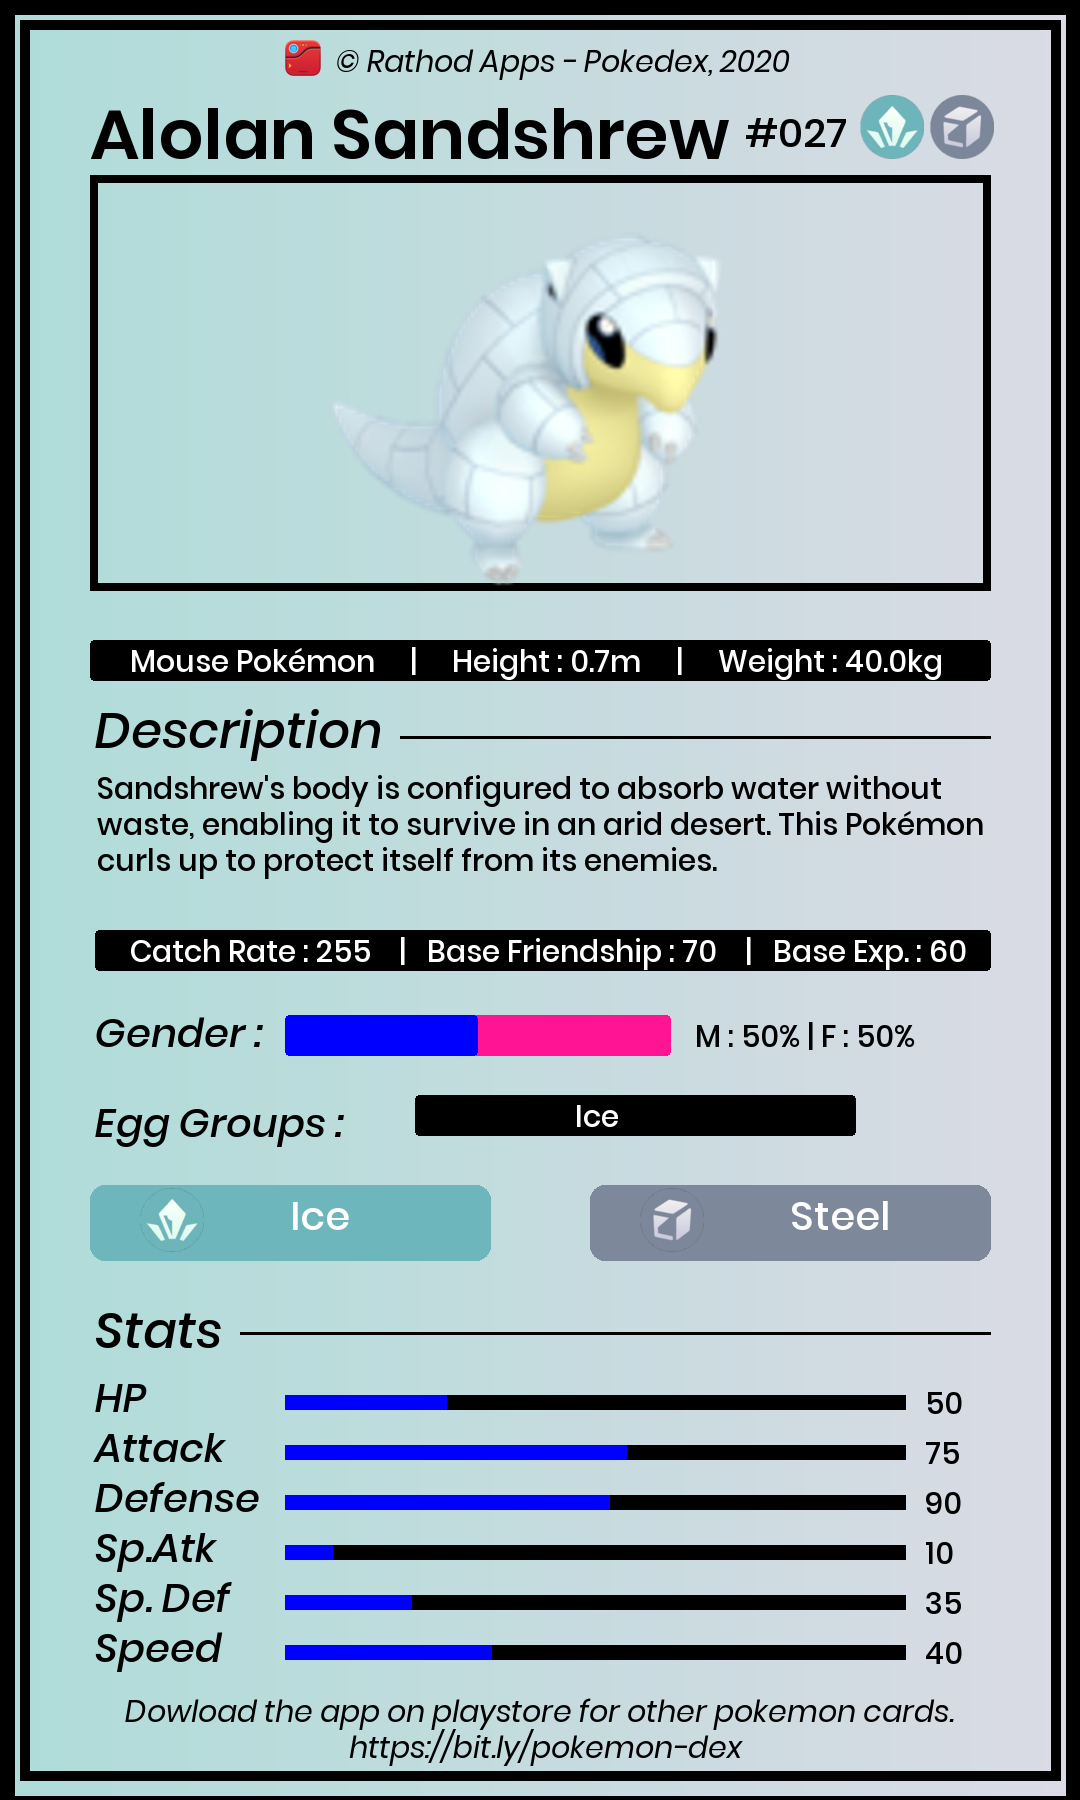 © Rathod Apps - Pokedex, 2020
Alolan Sandshrew #027
Mouse Pokémon | Height : 0.7m | Weight : 40.0kg
Description
Sandshrew's body is configured to absorb water without
waste, enabling it to survive in an arid desert. This Pokémon
curls up to protect itself from its enemies.
Catch Rate : 255 | Base Friendship : 70 | Base Exp. : 60
Gender : M : 50% | F : 50%
Egg Groups : Ice
Ice Steel
Stats
HP 50
Attack 75
Defense 90
Sp.Atk 10
Sp. Def 35
Speed 40
Dowload the app on playstore for other pokemon cards.
https://bit.ly/pokemon-dex